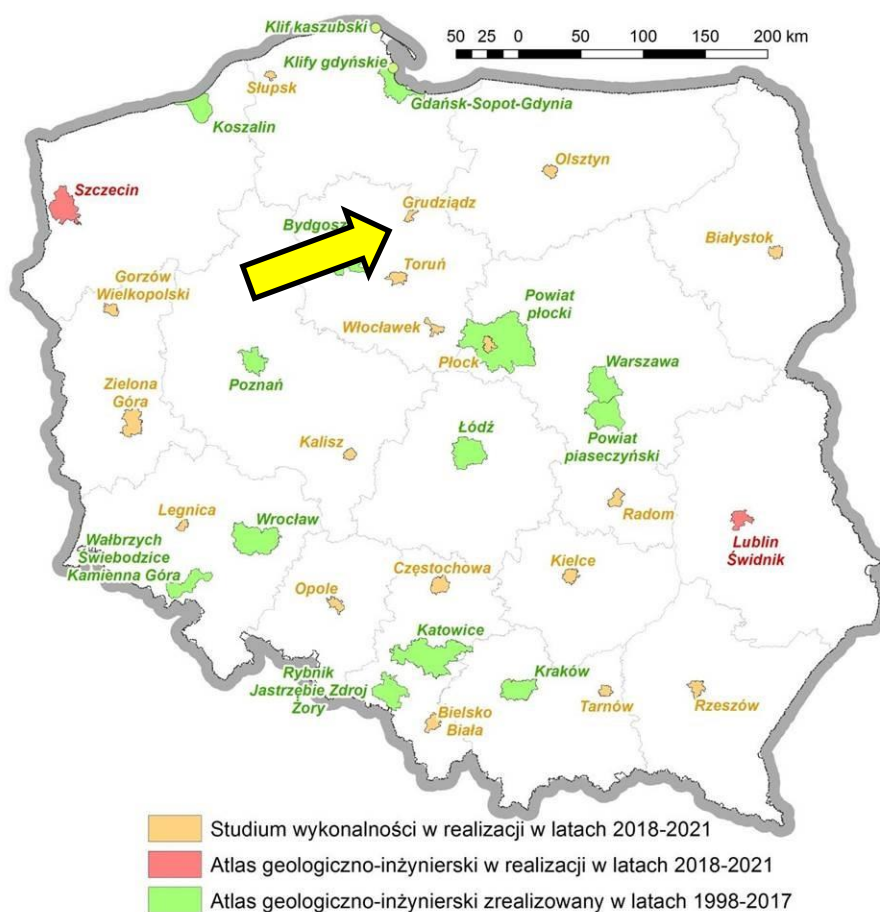 Klif kaszubski
50 25 0 50 100 150 200 km
Klify gdyńskie
Słupsk
Gdańsk-Sopot-Gdynia
Koszalin
Olsztyn
Szczecin
Grudziądz
Bydgosz
Białystok
Toruń
Gorzów
Wielkopolski
Powiat
płocki
Włocławek
Płock
Warszawa
Poznań
Zielona
Góra
Łódź
Powiat
piaseczyński
Kalisz
Legnica
Wrocław
Radom
Lublin
Świdnik
Wałbrzych
Świebodzice
Kamienna Góra
Częstochowa
Kielce
Opole
Katowice
Rybnik
Jastrzębie Zdroj
Żory
Kraków
Bielsko
Biała
Tarnów
Rzeszów
Studium wykonalności w realizacji w latach 2018-2021
Atlas geologiczno-inżynierski w realizacji w latach 2018-2021
Atlas geologiczno-inżynierski zrealizowany w latach 1998-2017